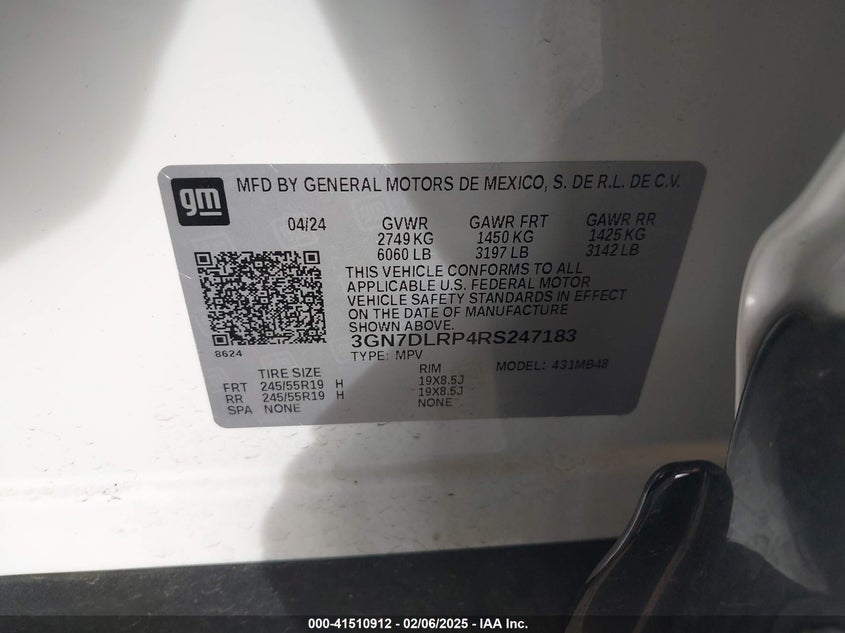 gm
MFD BY GENERAL MOTORS DE MEXICO, S. DE R.L. DE C.V.
04/24 GVWR GAWR FRT GAWR RR
2749 KG 1450 KG 1425 KG
6060 LB 3197 LB 3142 LB
THIS VEHICLE CONFORMS TO ALL
APPLICABLE U.S. FEDERAL MOTOR
VEHICLE SAFETY STANDARDS IN EFFECT
ON THE DATE OF MANUFACTURE
SHOWN ABOVE.
3GN7DLRP4RS247183
8624
TYPE: MPV MODEL: 431MB48
TIRE SIZE RIM
FRT 245/55R19 H 19X8.5J
RR 245/55R19 H 19X8.5J
SPA NONE NONE
000-41510912 - 02/06/2025 - IAA Inc.